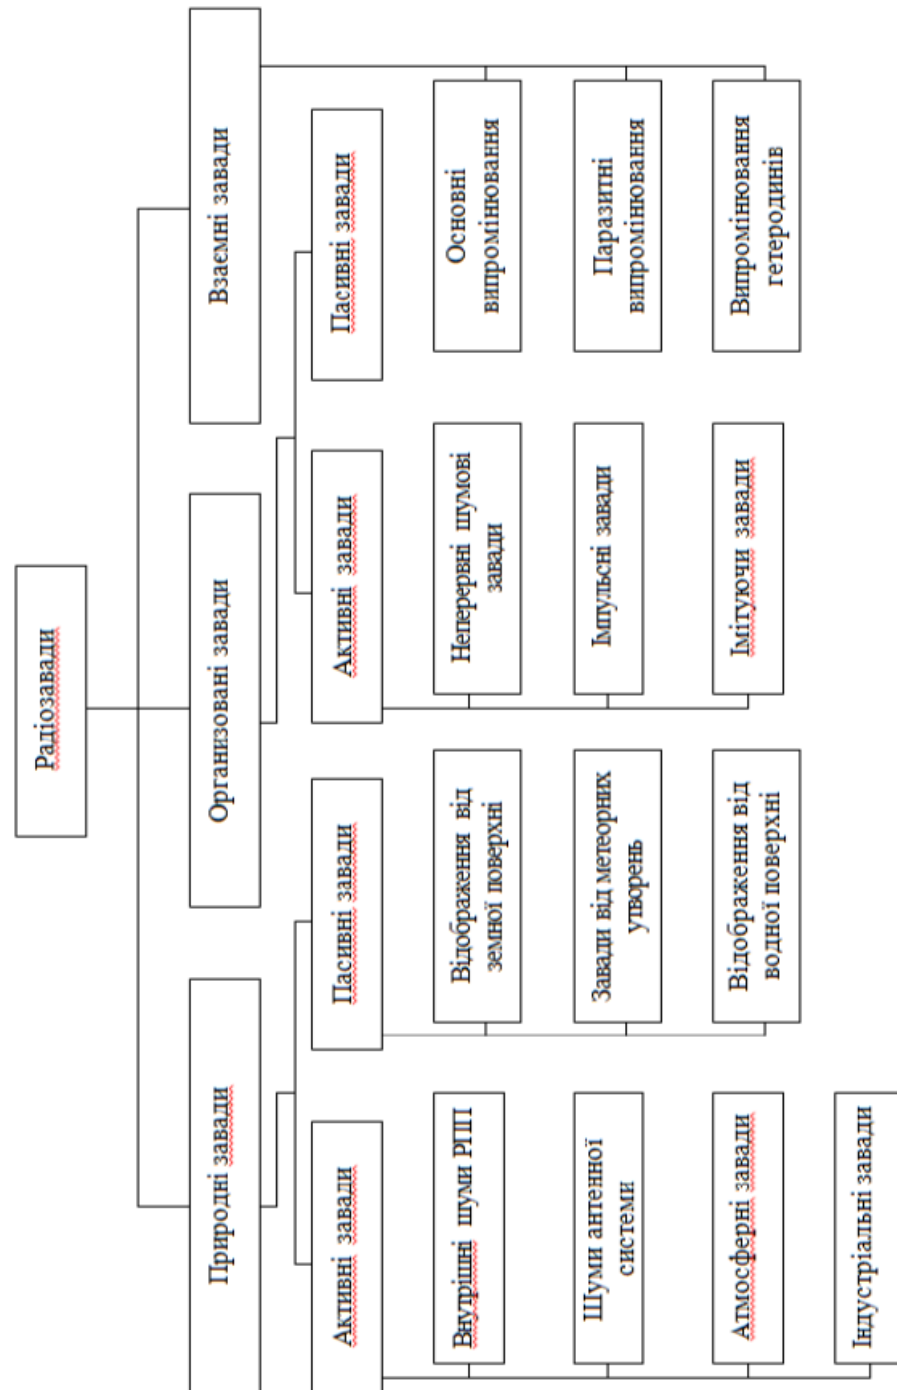 Радіозавади
Природні завади
Организовані завади
Взаємні завади
Активні завади
Пасивні завади
Активні завади
Пасивні завади
Внутрішні шуми РПП
Відображення від
земної поверхні
Неперервні шумові
завади
Основні
випромінювання
Шуми антенної
системи
Завади від метеорних
утворень
Імпульсні завади
Паразитні
випромінювання
Атмосферні завади
Відображення від
водної поверхні
Імітуючи завади
Випромінювання
гетеродинів
Індустріальні завади